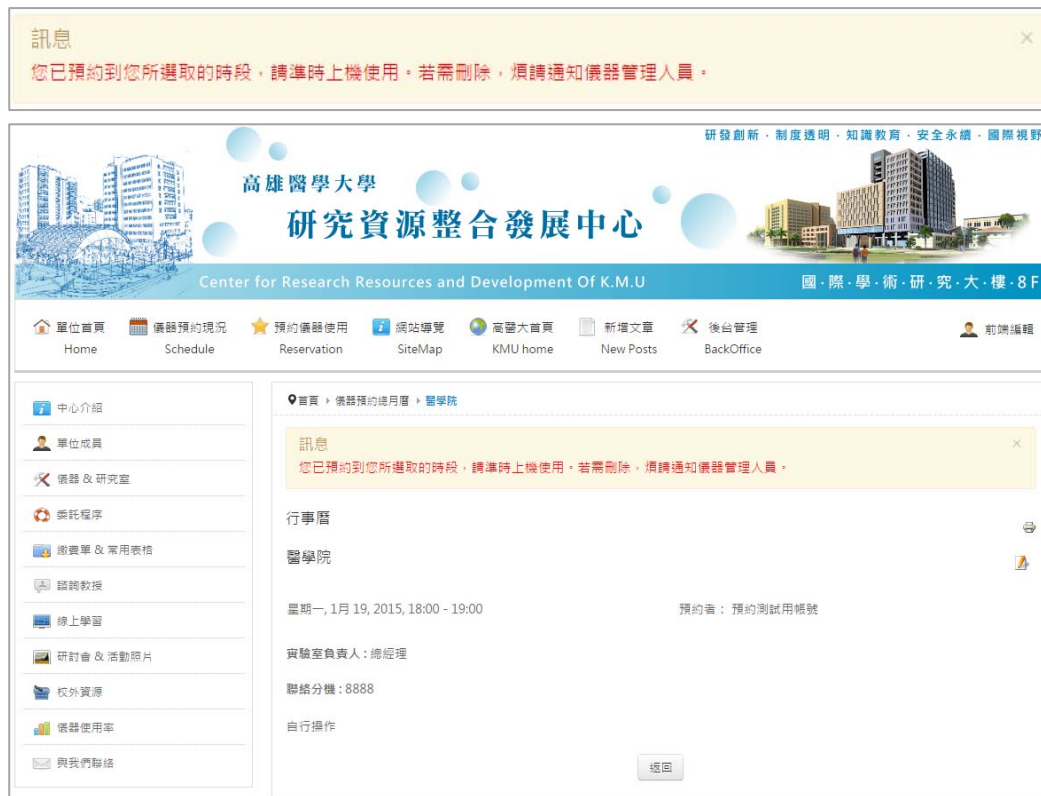 訊息
您已預約到您所選取的時段，請準時上機使用。若需刪除，煩請通知儀器管理人員。
研發創新 · 制度透明 · 知識教育 · 安全永續 · 國際視野
高雄醫學大學
研究資源整合發展中心
Center for Research Resources and Development Of K.M.U
國·際·學·術·研·究·大·樓·8F
單位首頁 儀器預約現況 預約儀器使用 網站導覽 高醫大首頁 新增文章 後台管理 前端編輯
Home Schedule Reservation SiteMap KMU home New Posts BackOffice
中心介紹
單位成員
儀器 & 研究室
委託程序
繳費單 & 常用表格
諮詢教授
線上學習
研討會 & 活動照片
校外資源
儀器使用率
與我們聯絡
首頁 儀器預約總月曆 醫學院
訊息
您已預約到您所選取的時段，請準時上機使用。若需刪除，煩請通知儀器管理人員。
行事曆
醫學院
星期一, 1月 19, 2015, 18:00 - 19:00 預約者： 預約測試用帳號
實驗室負責人 : 總經理
聯絡分機 : 8888
自行操作
返回